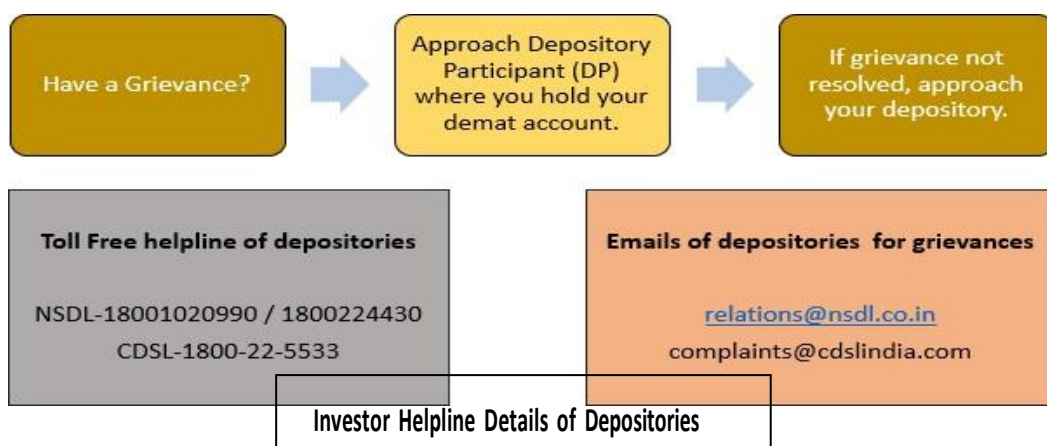 Have a Grievance?
Approach Depository
Participant (DP)
where you hold your
demat account.
If grievance not
resolved, approach
your depository.
Toll Free helpline of depositories
NSDL-18001020990 / 1800224430
CDSL-1800-22-5533
Emails of depositories for grievances
relations@nsdl.co.in
complaints@cdslindia.com
Investor Helpline Details of Depositories